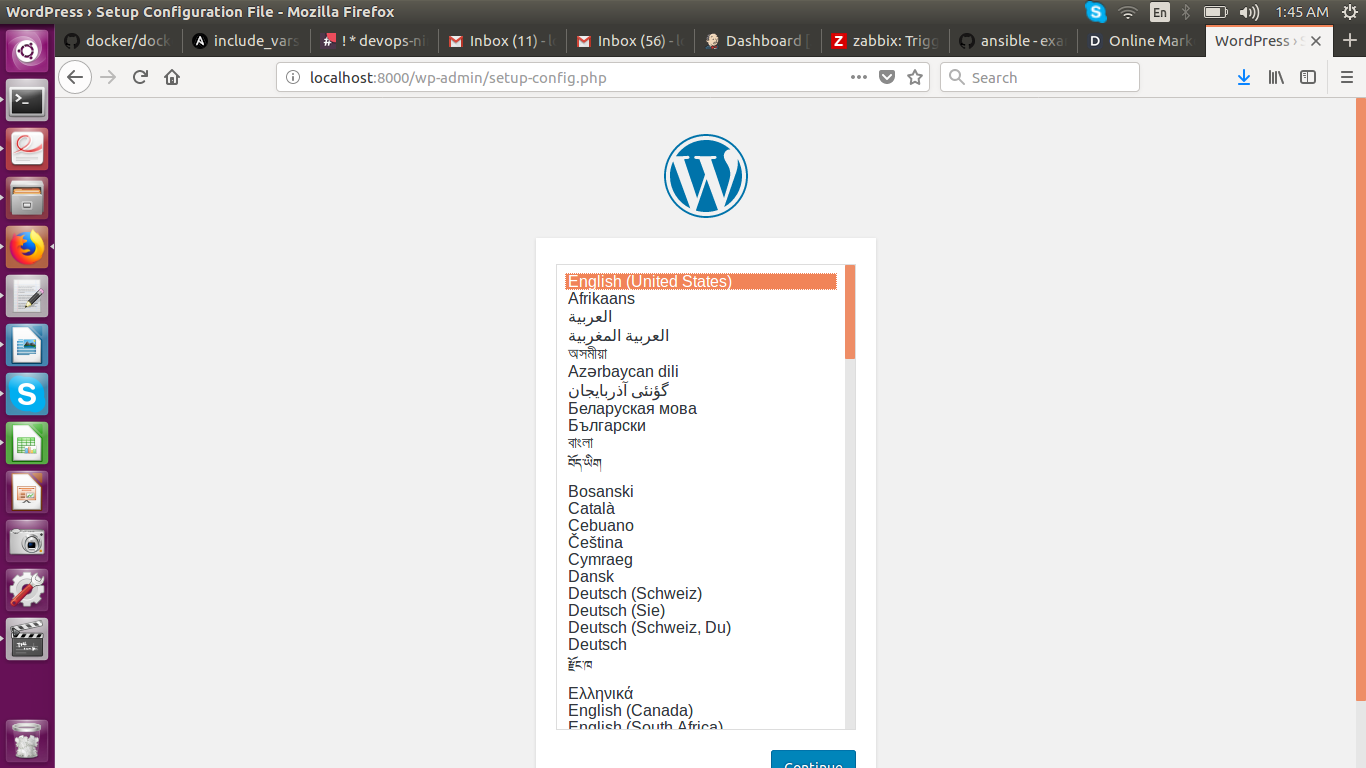 WordPress › Setup Configuration File - Mozilla Firefox
En
1:45 AM
docker/dock
include_vars
! * devops-ni
Inbox (11) - l
Inbox (56) - l
Dashboard [
zabbix: Trigg
ansible - exa
Online Mark
WordPress › S
localhost:8000/wp-admin/setup-config.php
Search
English (United States)
Afrikaans
العربية
العربية المغربية
অসমীয়া
Azərbaycan dili
گؤنئی آذربایجان
Беларуская мова
Български
বাংলা
བོད་ཡིག
Bosanski
Català
Cebuano
Čeština
Cymraeg
Dansk
Deutsch (Schweiz)
Deutsch (Sie)
Deutsch (Schweiz, Du)
Deutsch
རྫོང་ཁ
Ελληνικά
English (Canada)
English (South Africa)
Continue